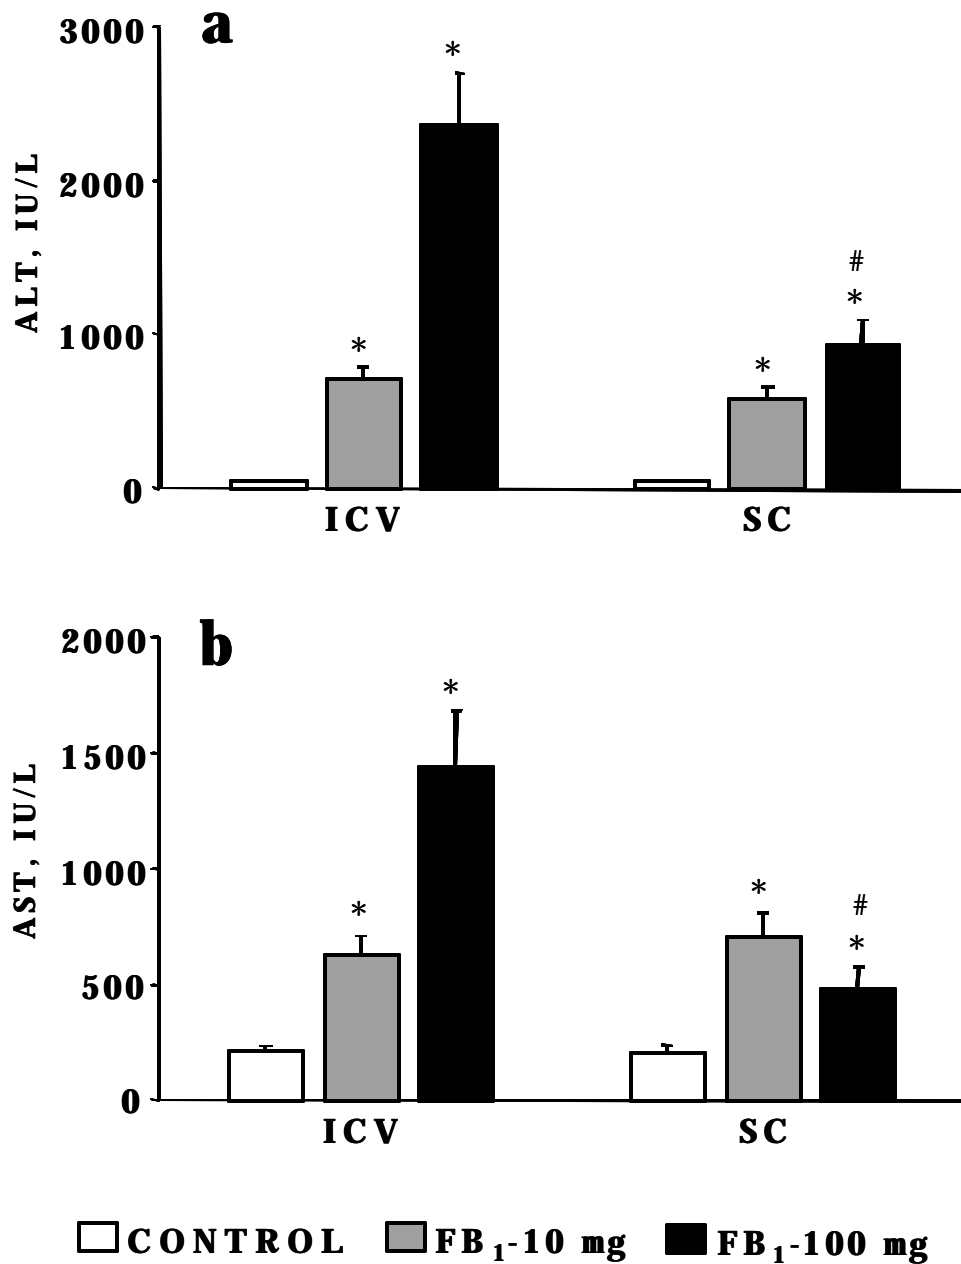 a
ALT, IU/L
3000
2000
1000
0
*
*
*
#
*
ICV SC
b
AST, IU/L
2000
1500
1000
500
0
*
*
*
#
*
ICV SC
CONTROL FB₁-10 mg FB₁-100 mg